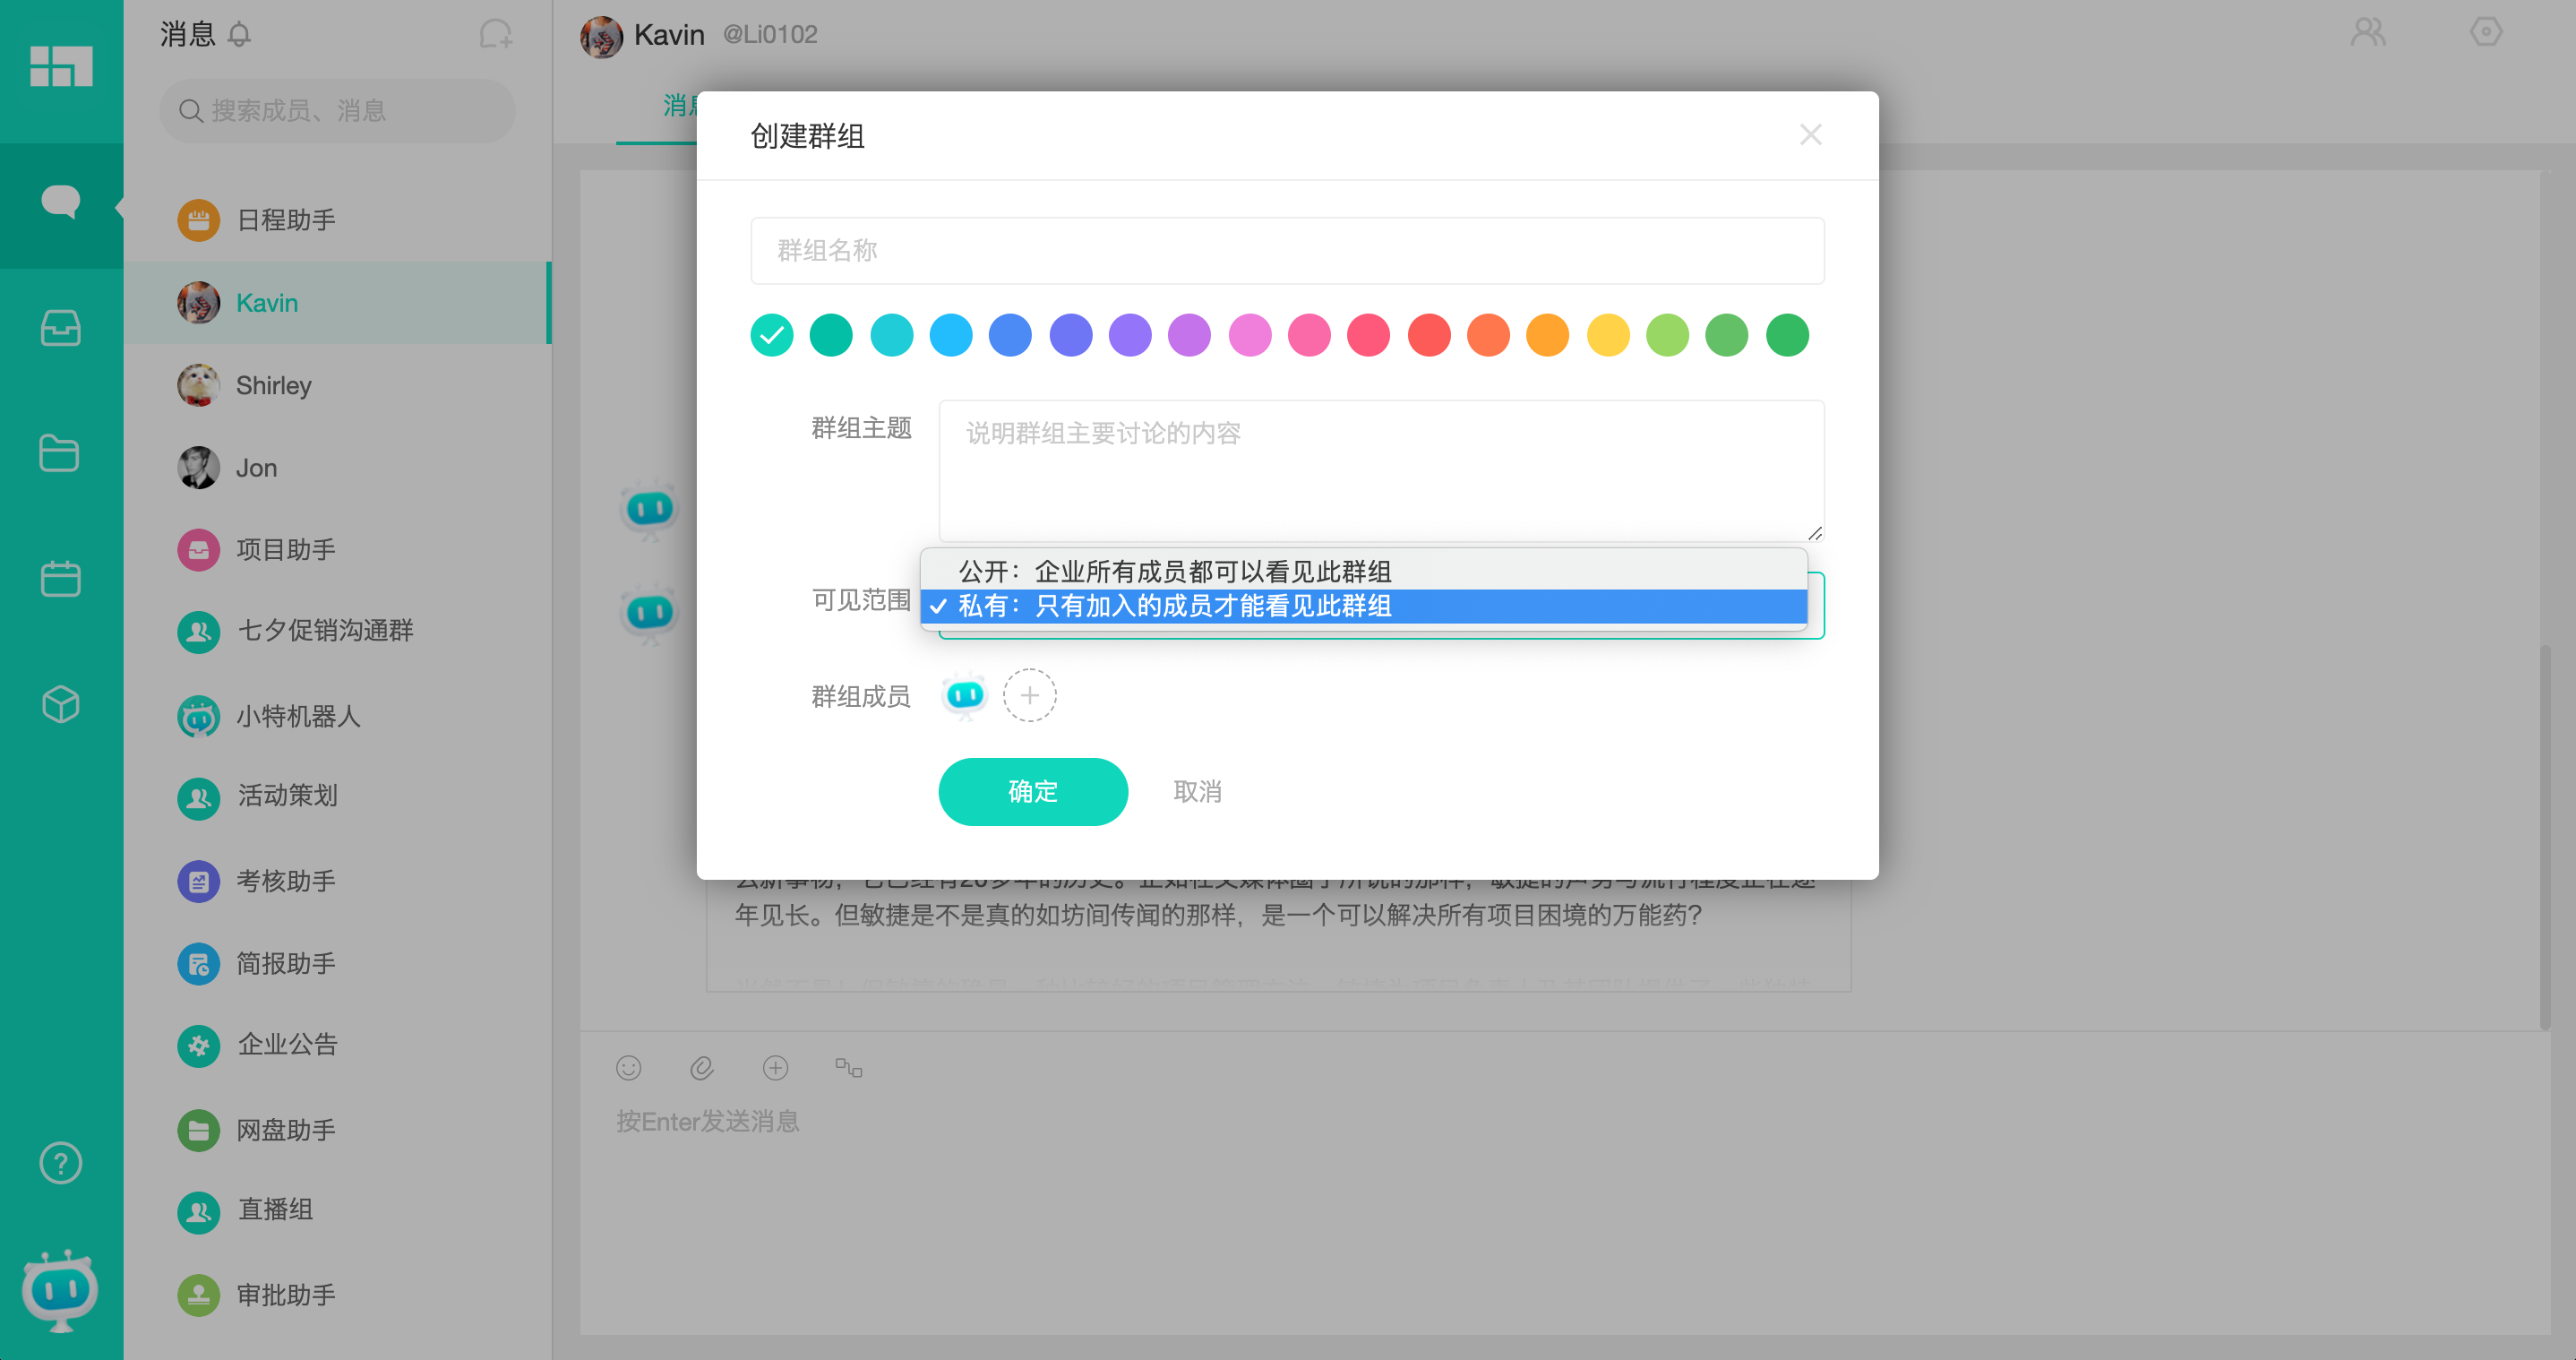 消息
搜索成员、消息
日程助手
Kavin
Shirley
Jon
项目助手
七夕促销沟通群
小特机器人
活动策划
考核助手
简报助手
企业公告
网盘助手
直播组
审批助手
Kavin @Li0102
消息
创建群组
群组名称
群组主题
说明群组主要讨论的内容
可见范围
公开：企业所有成员都可以看见此群组
私有：只有加入的成员才能看见此群组
群组成员
确定
取消
年见长。但敏捷是不是真的如坊间传闻的那样，是一个可以解决所有项目困境的万能药?
按Enter发送消息